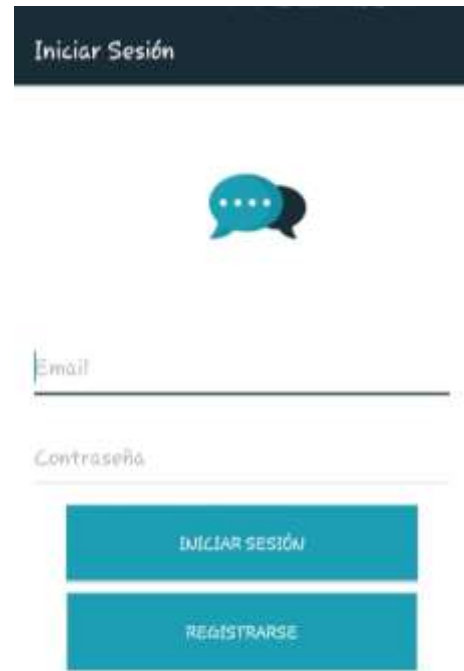 Iniciar Sesión
Email
Contraseña
INICIAR SESIÓN
REGISTRARSE